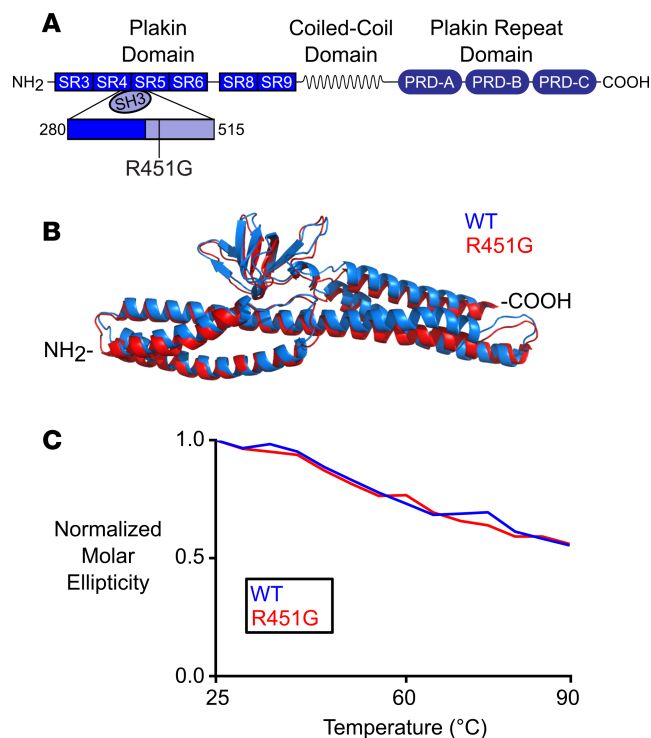 A
Plakin Domain
Coiled-Coil Domain
Plakin Repeat Domain
NH2 SR3 SR4 SR5 SR6 SR8 SR9 PRD-A PRD-B PRD-C COOH
SH3
280 515
R451G
B
WT
R451G
-COOH
NH2-
C
Normalized
Molar
Ellipticity
1.0
0.5
0.0
WT
R451G
25 60 90
Temperature (°C)